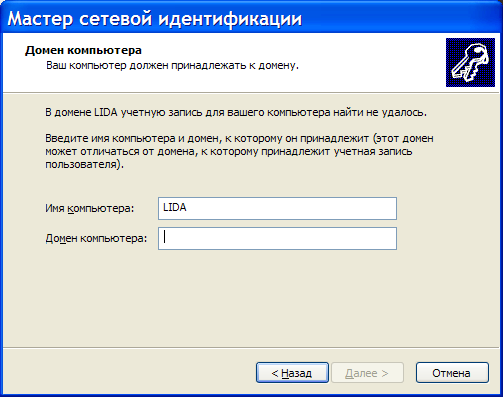 Мастер сетевой идентификации
Домен компьютера
Ваш компьютер должен принадлежать к домену.
В домене LIDA учетную запись для вашего компьютера найти не удалось.
Введите имя компьютера и домен, к которому он принадлежит (этот домен
может отличаться от домена, к которому принадлежит учетная запись
пользователя).
Имя компьютера: LIDA
Домен компьютера:
< Назад Далее > Отмена